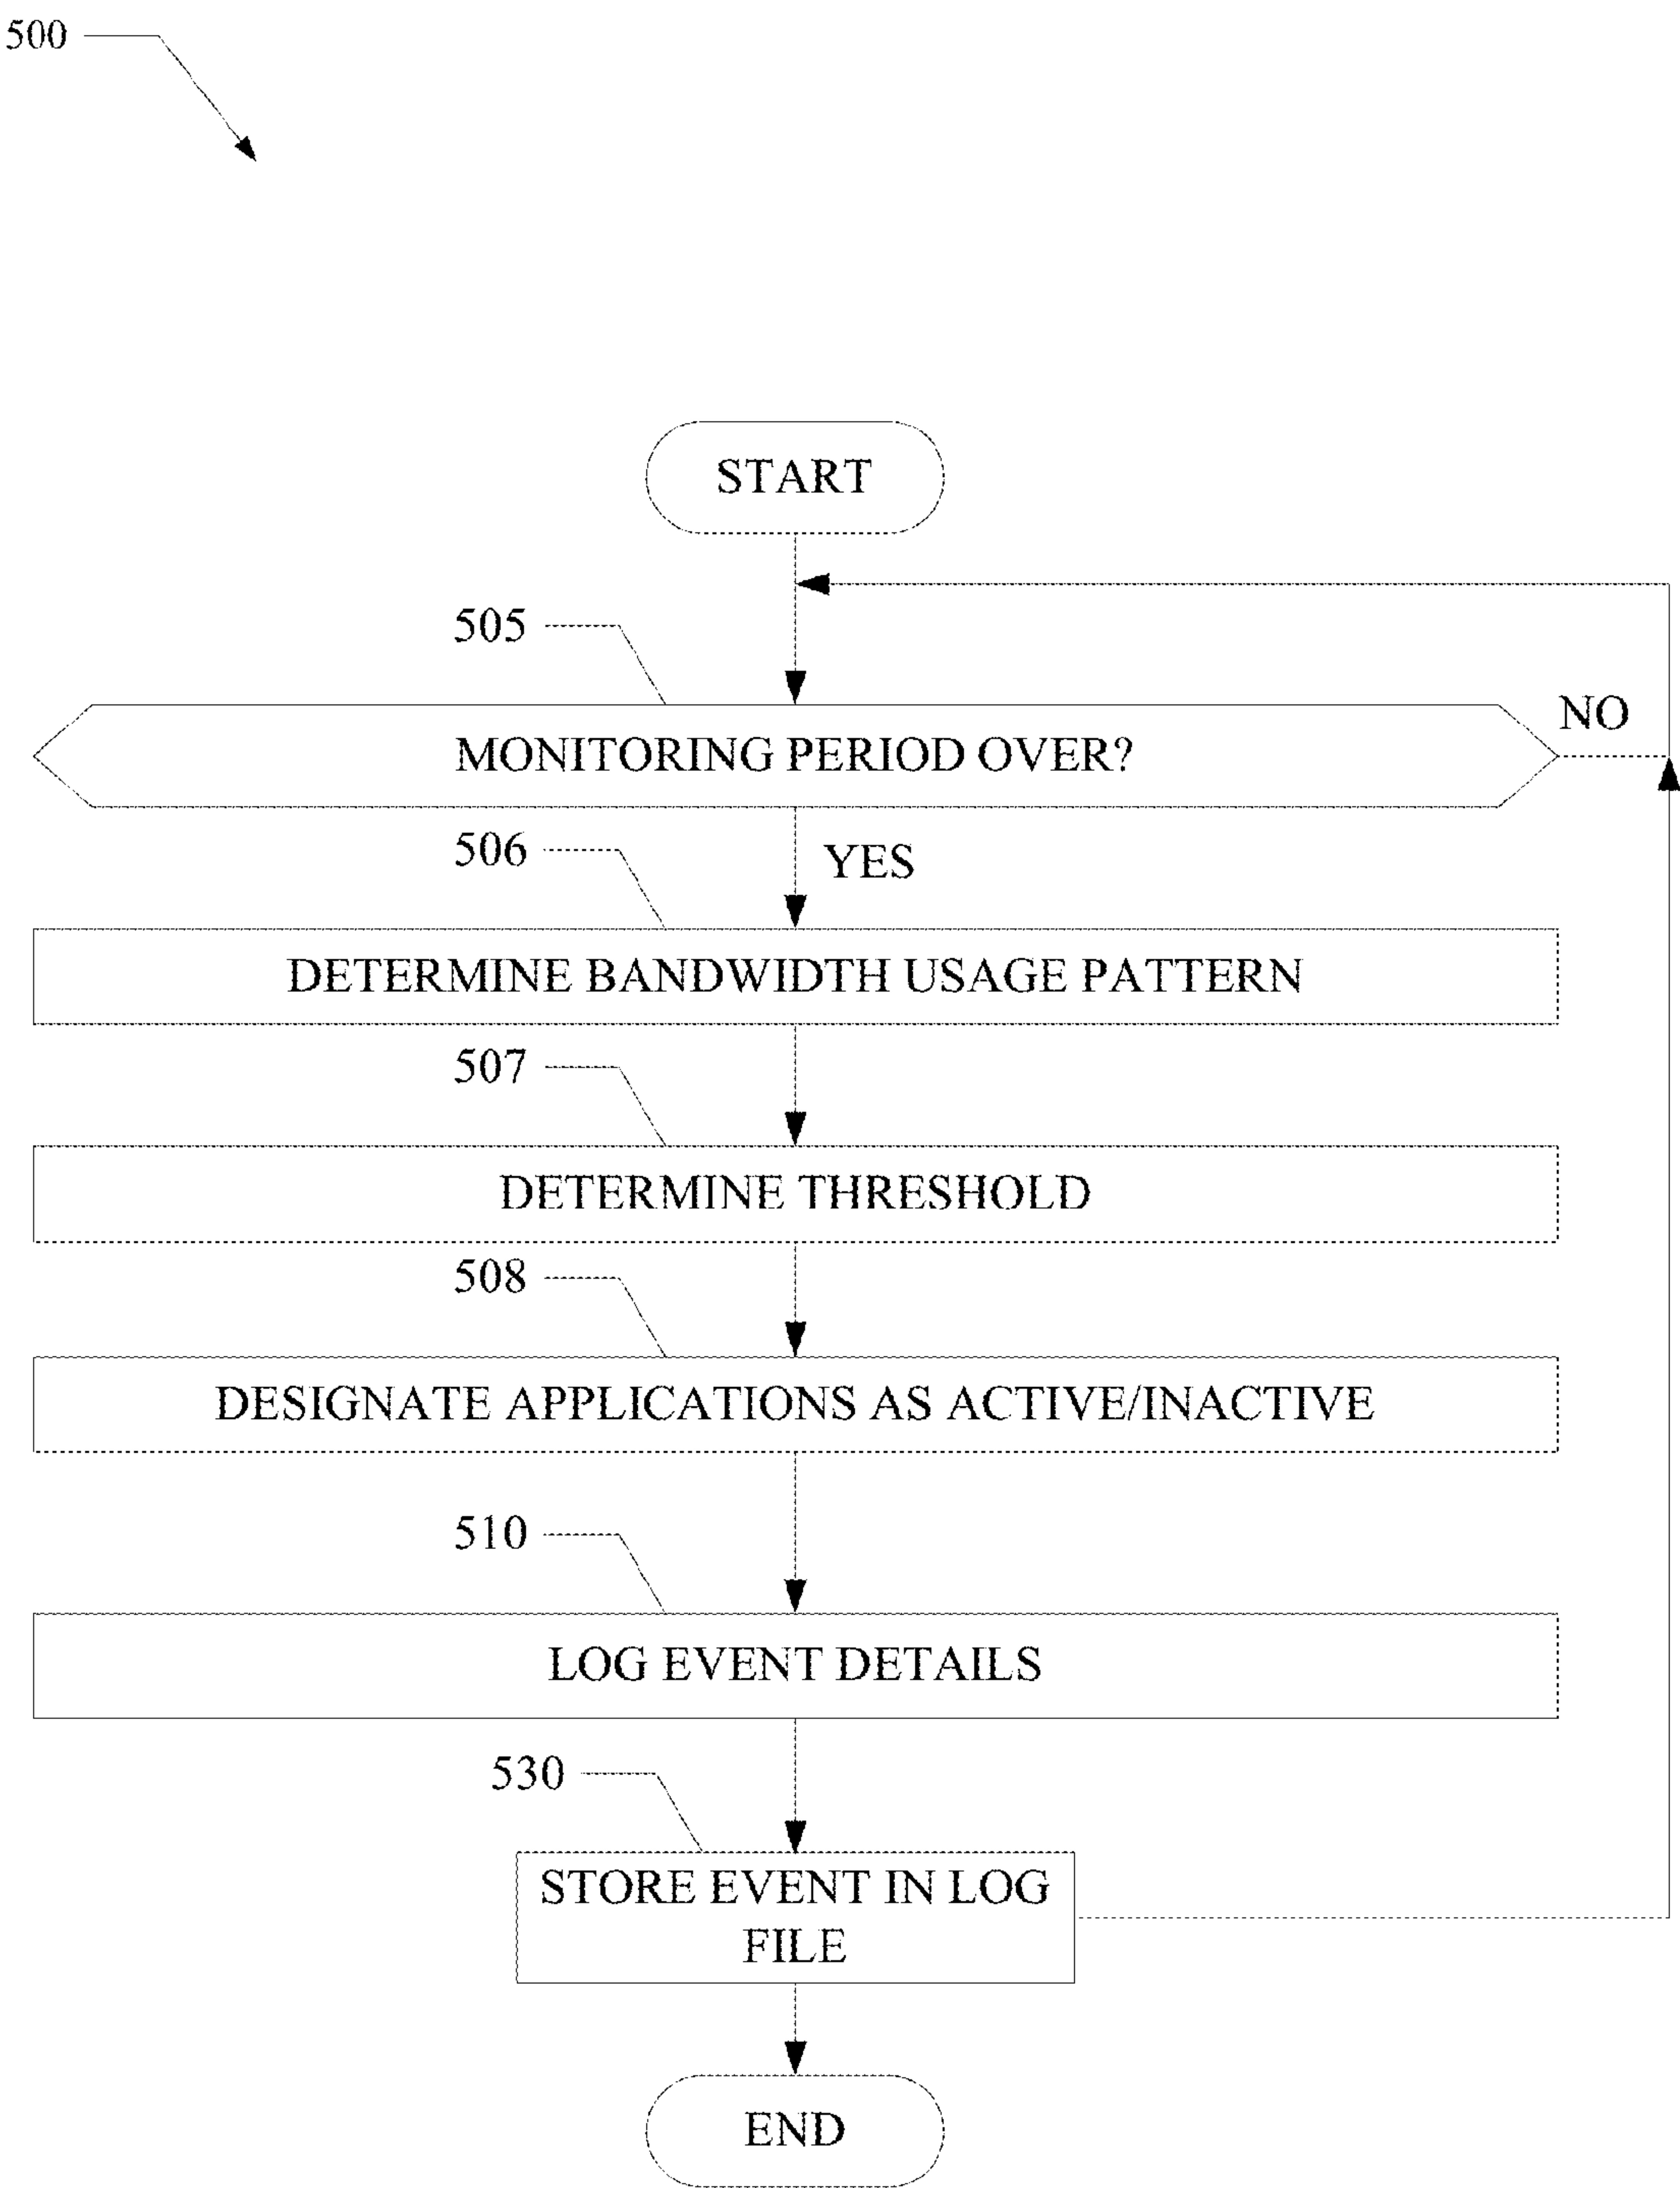 500
START
505
MONITORING PERIOD OVER?
NO
506
YES
DETERMINE BANDWIDTH USAGE PATTERN
507
DETERMINE THRESHOLD
508
DESIGNATE APPLICATIONS AS ACTIVE/INACTIVE
510
LOG EVENT DETAILS
530
STORE EVENT IN LOG
FILE
END